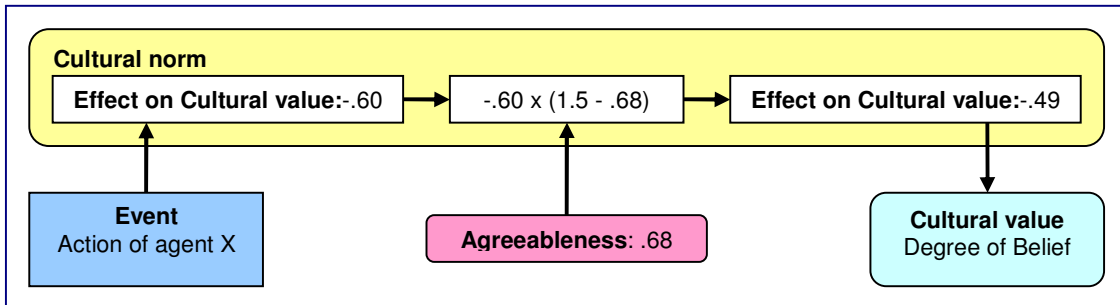 Cultural norm
Effect on Cultural value:-.60
-.60 x (1.5 - .68)
Effect on Cultural value:-.49
Event
Action of agent X
Agreeableness: .68
Cultural value
Degree of Belief